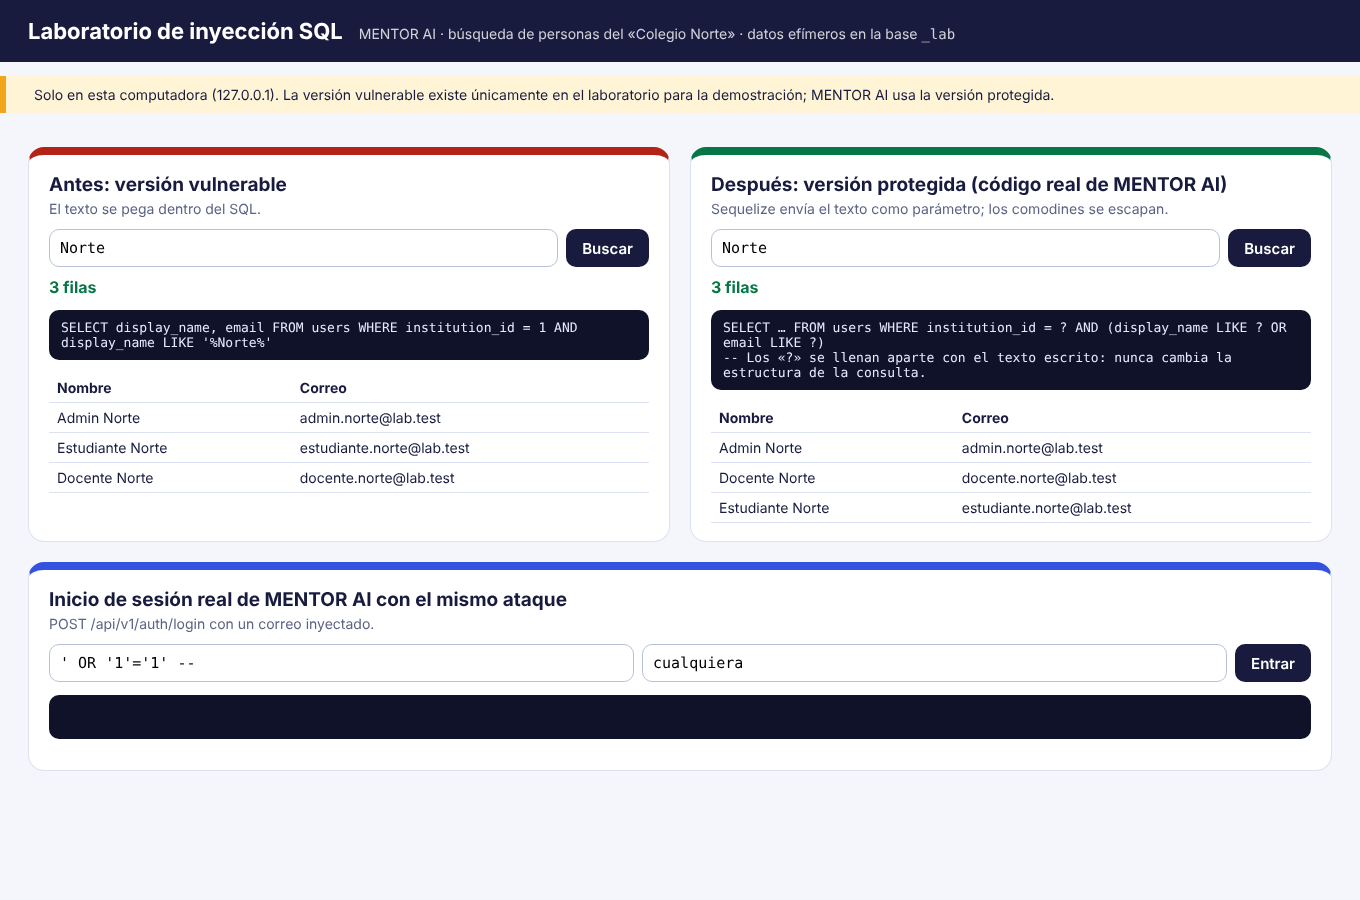 Laboratorio de inyección SQL MENTOR AI · búsqueda de personas del «Colegio Norte» · datos efímeros en la base _lab
Solo en esta computadora (127.0.0.1). La versión vulnerable existe únicamente en el laboratorio para la demostración; MENTOR AI usa la versión protegida.
Antes: versión vulnerable
El texto se pega dentro del SQL.
Norte Buscar
3 filas
SELECT display_name, email FROM users WHERE institution_id = 1 AND
display_name LIKE '%Norte%'
Nombre Correo
Admin Norte admin.norte@lab.test
Estudiante Norte estudiante.norte@lab.test
Docente Norte docente.norte@lab.test
Después: versión protegida (código real de MENTOR AI)
Sequelize envía el texto como parámetro; los comodines se escapan.
Norte Buscar
3 filas
SELECT … FROM users WHERE institution_id = ? AND (display_name LIKE ? OR
email LIKE ?)
-- Los «?» se llenan aparte con el texto escrito: nunca cambia la
estructura de la consulta.
Nombre Correo
Admin Norte admin.norte@lab.test
Docente Norte docente.norte@lab.test
Estudiante Norte estudiante.norte@lab.test
Inicio de sesión real de MENTOR AI con el mismo ataque
POST /api/v1/auth/login con un correo inyectado.
' OR '1'='1' -- cualquiera Entrar